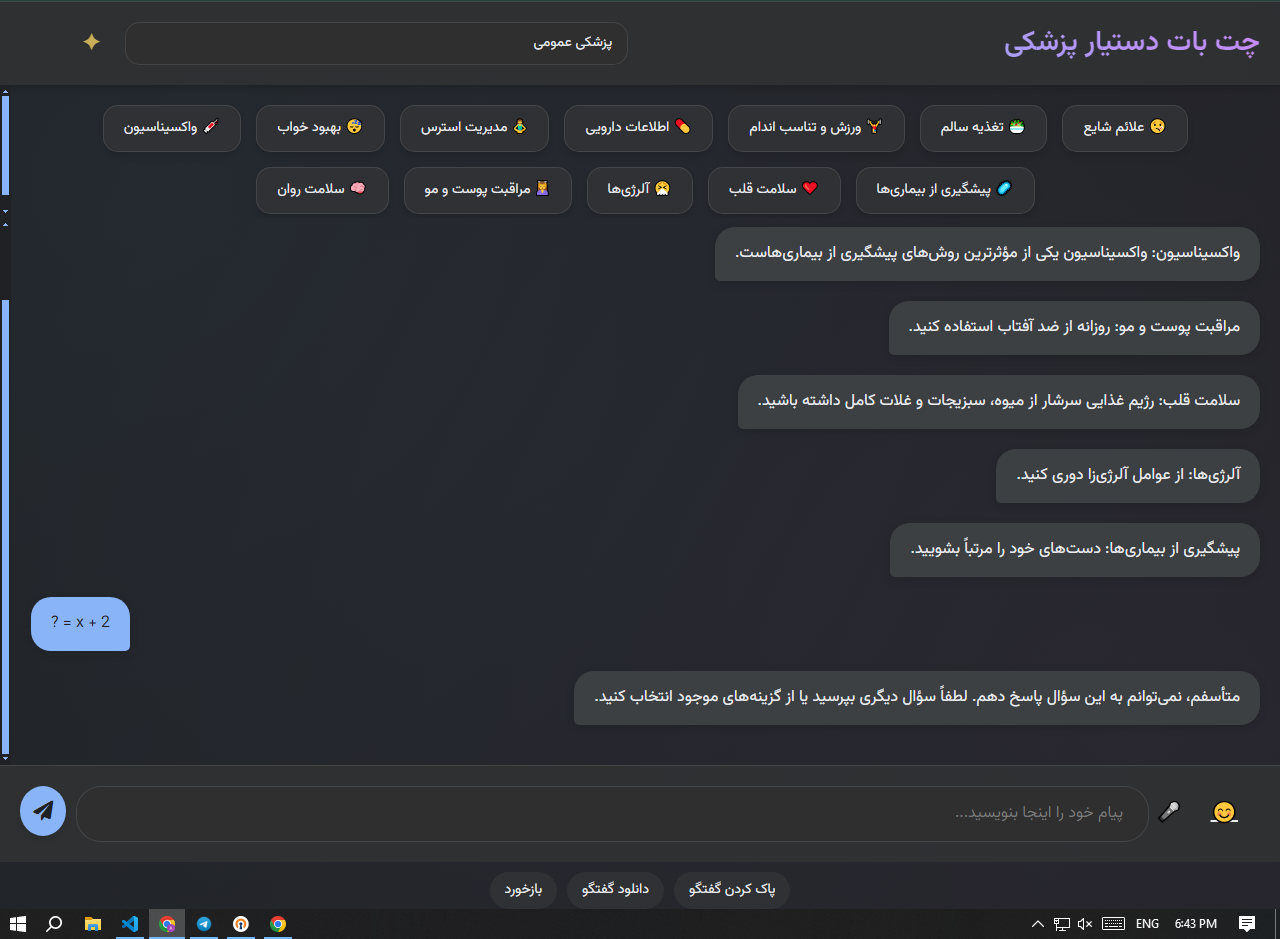 چت بات دستیار پزشکی
پزشکی عمومی
علائم شایع
تغذیه سالم
ورزش و تناسب اندام
اطلاعات دارویی
مدیریت استرس
بهبود خواب
واکسیناسیون
پیشگیری از بیماری‌ها
سلامت قلب
آلرژی‌ها
مراقبت پوست و مو
سلامت روان
واکسیناسیون: واکسیناسیون یکی از مؤثرترین روش‌های پیشگیری از بیماری‌هاست.
مراقبت پوست و مو: روزانه از ضد آفتاب استفاده کنید.
سلامت قلب: رژیم غذایی سرشار از میوه، سبزیجات و غلات کامل داشته باشید.
آلرژی‌ها: از عوامل آلرژی‌زا دوری کنید.
پیشگیری از بیماری‌ها: دست‌های خود را مرتباً بشویید.
? = x + 2
متأسفم، نمی‌توانم به این سؤال پاسخ دهم. لطفاً سؤال دیگری بپرسید یا از گزینه‌های موجود انتخاب کنید.
پیام خود را اینجا بنویسید...
پاک کردن گفتگو
دانلود گفتگو
بازخورد
ENG
6:43 PM